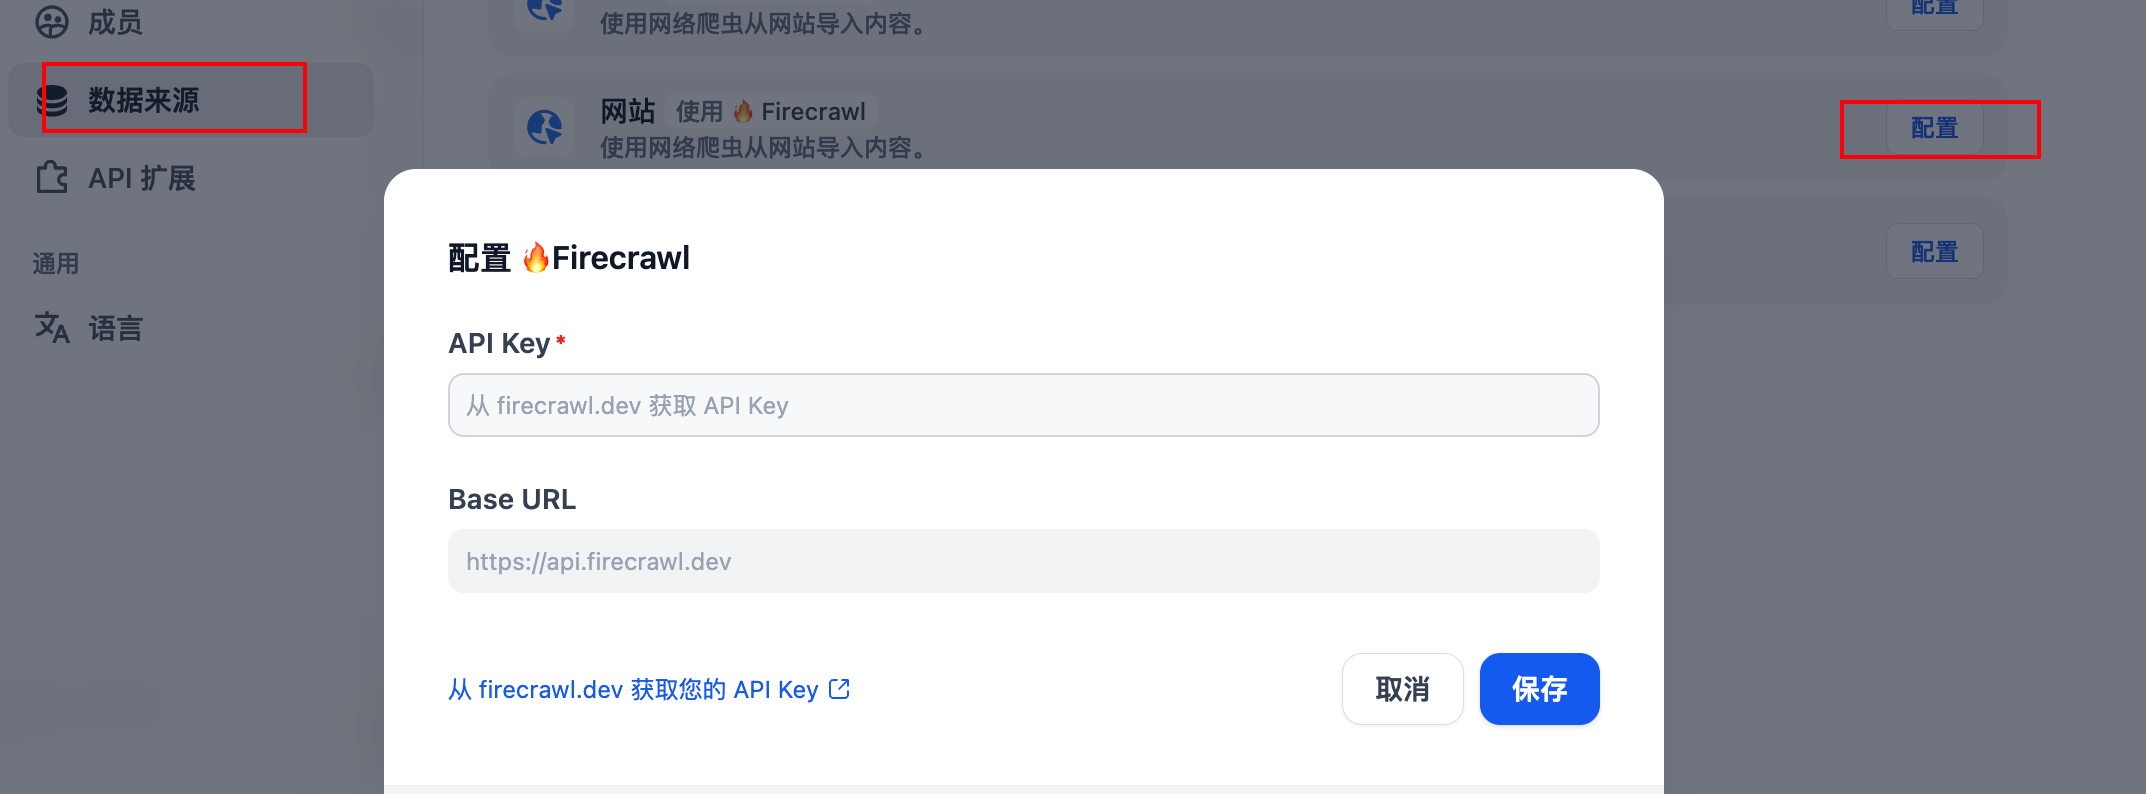 成员
数据来源
API 扩展
通用
语言
使用网络爬虫从网站导入内容。
配置
网站 使用 🔥 Firecrawl
使用网络爬虫从网站导入内容。
配置
配置
配置 🔥Firecrawl
API Key*
从 firecrawl.dev 获取 API Key
Base URL
https://api.firecrawl.dev
从 firecrawl.dev 获取您的 API Key
取消
保存